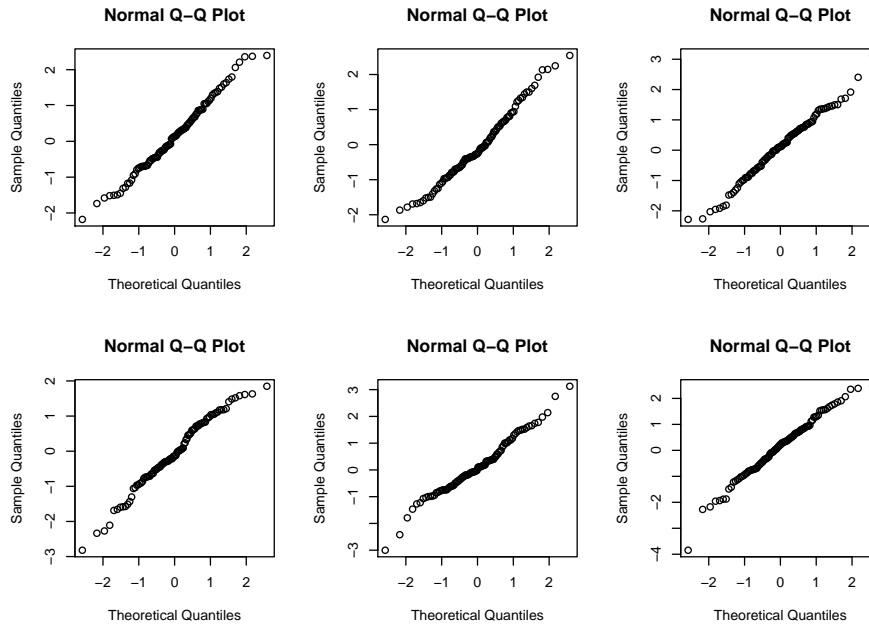 Normal Q−Q Plot
Sample Quantiles
2
1
0
−1
−2
−2 −1 0 1 2
Theoretical Quantiles
Normal Q−Q Plot
Sample Quantiles
2
1
0
−1
−2
−2 −1 0 1 2
Theoretical Quantiles
Normal Q−Q Plot
Sample Quantiles
3
2
1
0
−1
−2
−2 −1 0 1 2
Theoretical Quantiles
Normal Q−Q Plot
Sample Quantiles
2
1
0
−1
−2
−3
−2 −1 0 1 2
Theoretical Quantiles
Normal Q−Q Plot
Sample Quantiles
3
2
1
0
−1
−3
−2 −1 0 1 2
Theoretical Quantiles
Normal Q−Q Plot
Sample Quantiles
2
0
−2
−4
−2 −1 0 1 2
Theoretical Quantiles